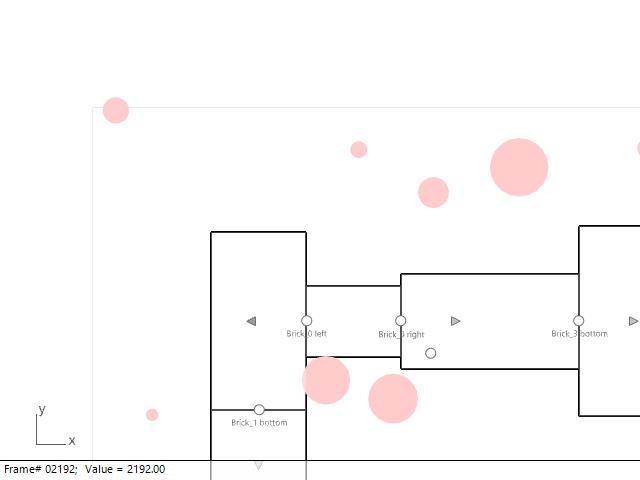 Brick_0 left
Brick_0 right
Brick_3 bottom
Brick_1 bottom
y
x
Frame# 02192; Value = 2192.00